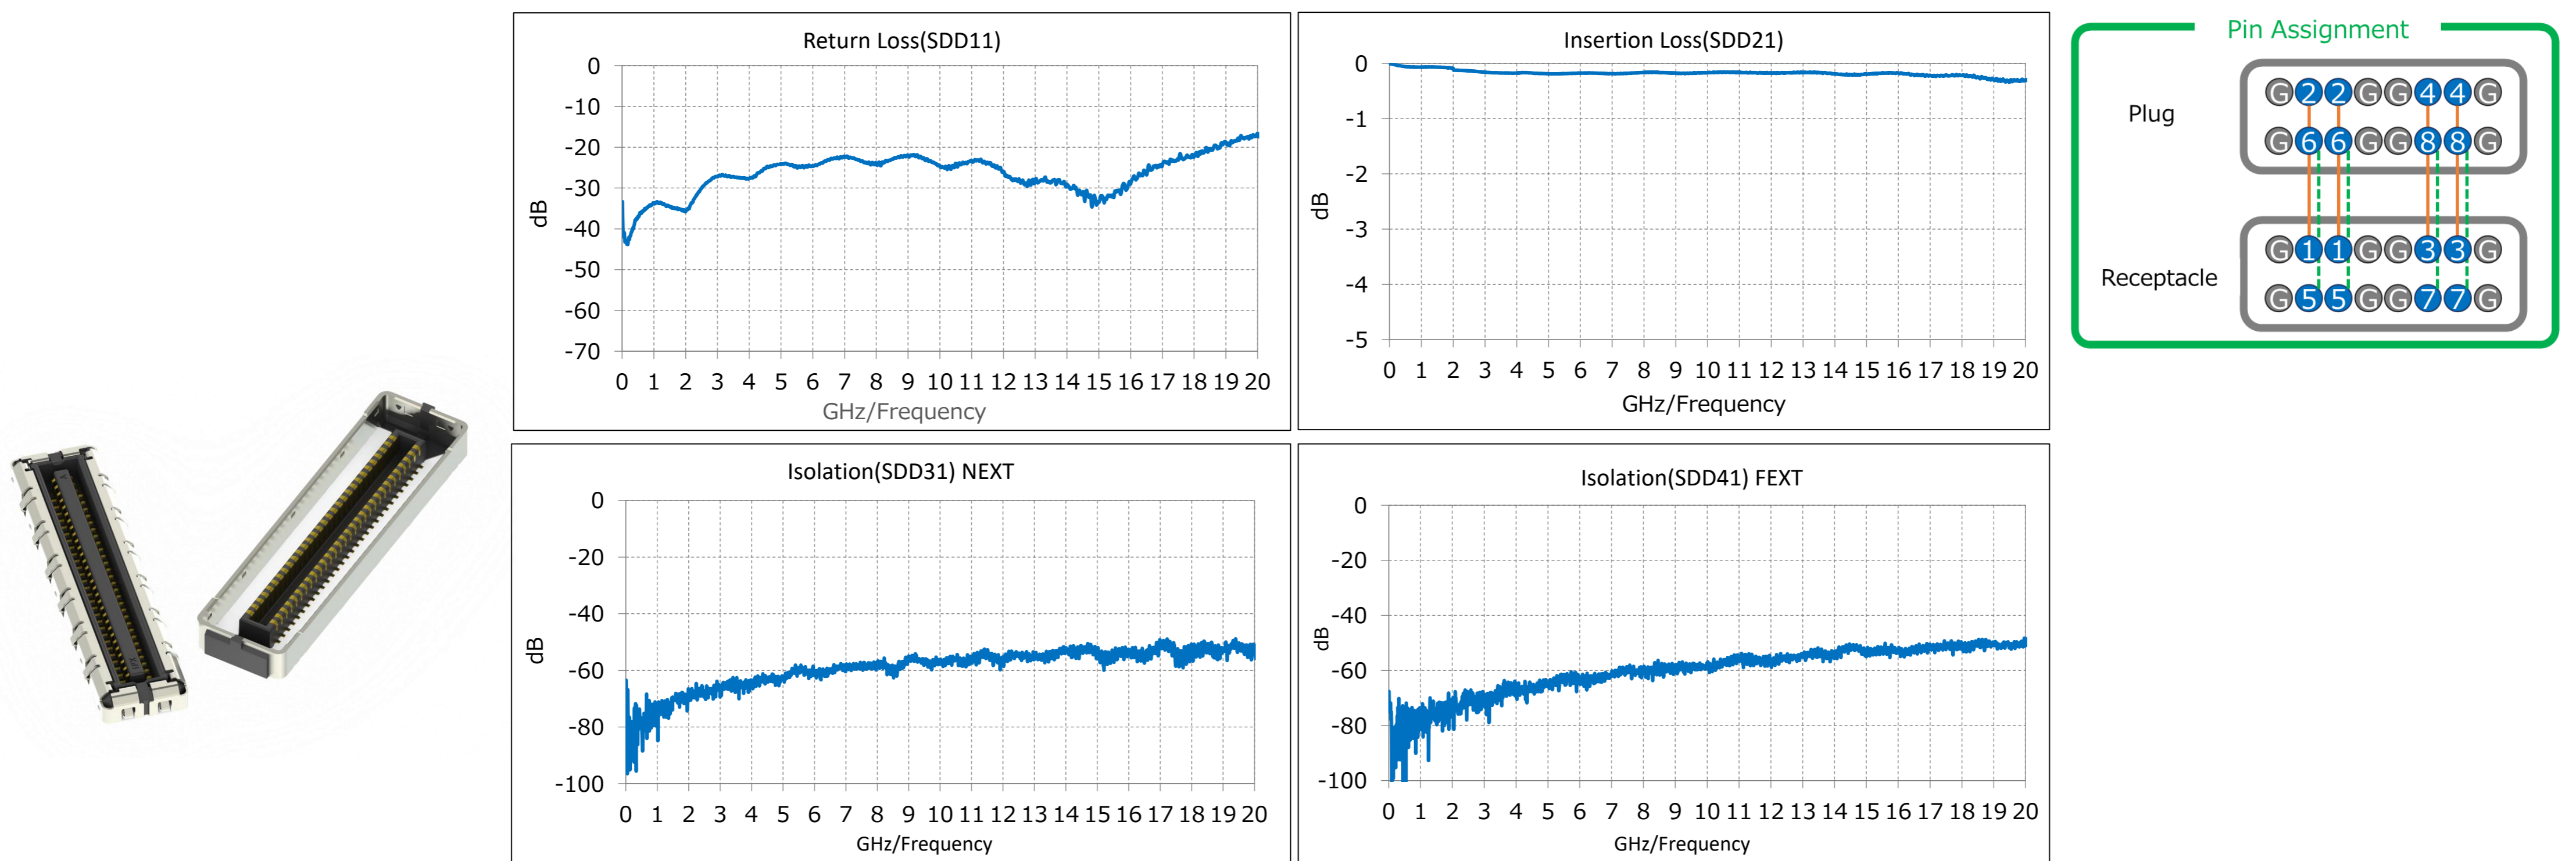 Return Loss(SDD11)
0
-10
-20
-30
-40
-50
-60
-70
dB
0 1 2 3 4 5 6 7 8 9 10 11 12 13 14 15 16 17 18 19 20
GHz/Frequency
Insertion Loss(SDD21)
0
-1
-2
-3
-4
-5
dB
0 1 2 3 4 5 6 7 8 9 10 11 12 13 14 15 16 17 18 19 20
GHz/Frequency
Pin Assignment
Plug
G 2 2 G G 4 4 G
G 6 6 G G 8 8 G
Receptacle
G 1 1 G G 3 3 G
G 5 5 G G 7 7 G
Isolation(SDD31) NEXT
0
-20
-40
-60
-80
-100
dB
0 1 2 3 4 5 6 7 8 9 10 11 12 13 14 15 16 17 18 19 20
GHz/Frequency
Isolation(SDD41) FEXT
0
-20
-40
-60
-80
-100
dB
0 1 2 3 4 5 6 7 8 9 10 11 12 13 14 15 16 17 18 19 20
GHz/Frequency